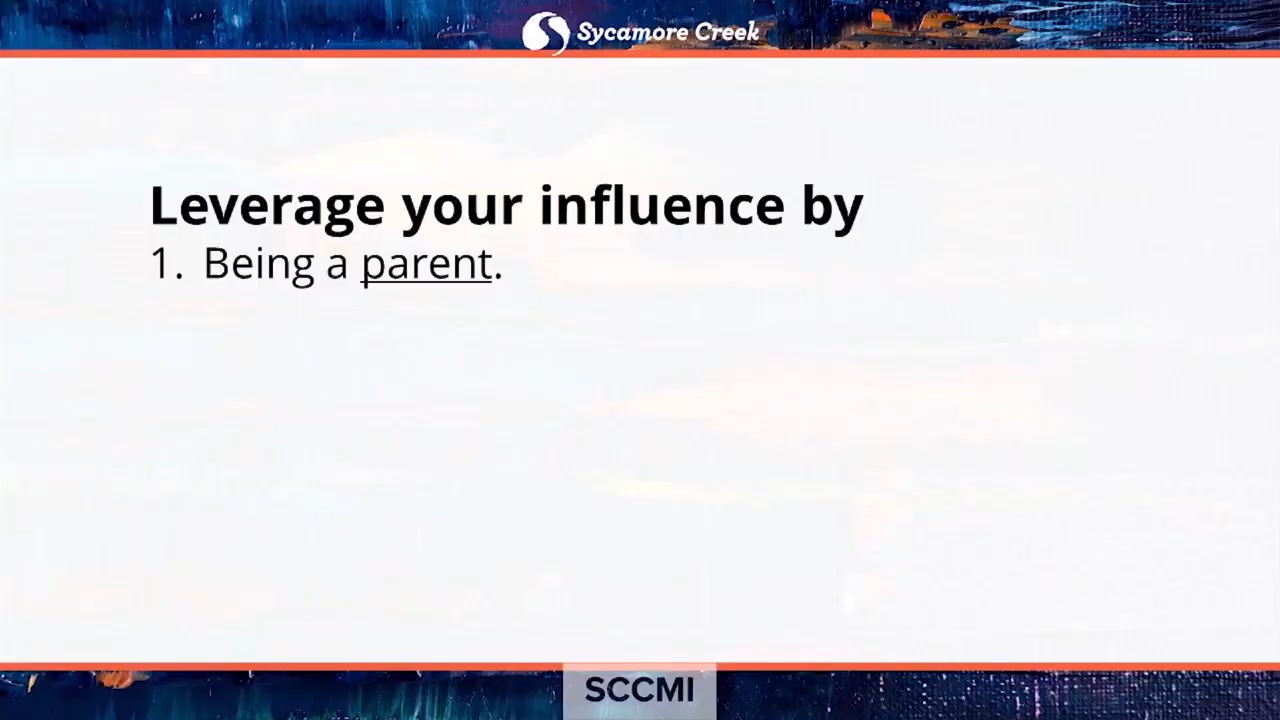 Sycamore Creek
Leverage your influence by
1. Being a parent.
SCCMI